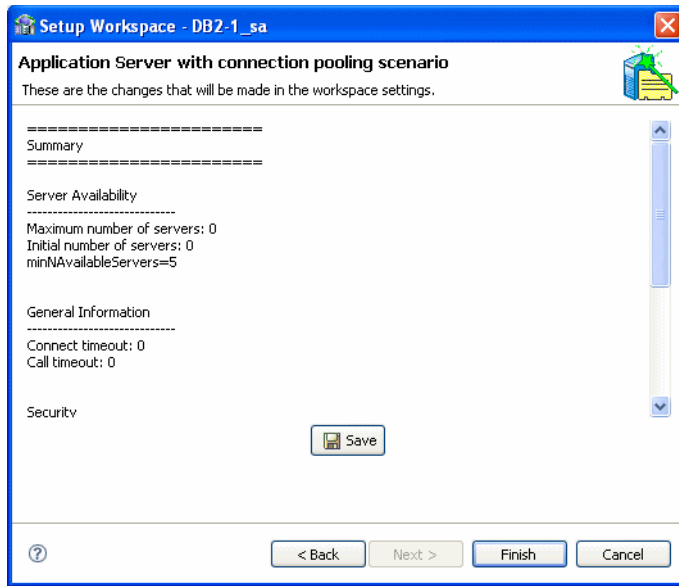 Setup Workspace - DB2-1_sa
Application Server with connection pooling scenario
These are the changes that will be made in the workspace settings.
=======================
Summary
=======================
Server Availability
-----------------------------
Maximum number of servers: 0
Initial number of servers: 0
minNAvailableServers=5
General Information
-----------------------------
Connect timeout: 0
Call timeout: 0
Security
Save
?
< Back
Next >
Finish
Cancel